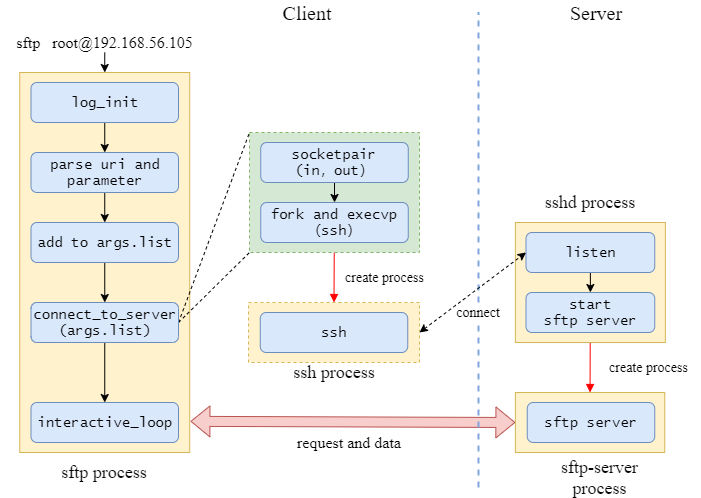 Client
Server
sftp root@192.168.56.105
log_init
parse uri and
parameter
add to args.list
connect_to_server
(args.list)
interactive_loop
sftp process
socketpair
(in, out)
fork and execvp
(ssh)
create process
ssh
ssh process
connect
sshd process
listen
start
sftp server
create process
sftp server
sftp-server
process
request and data